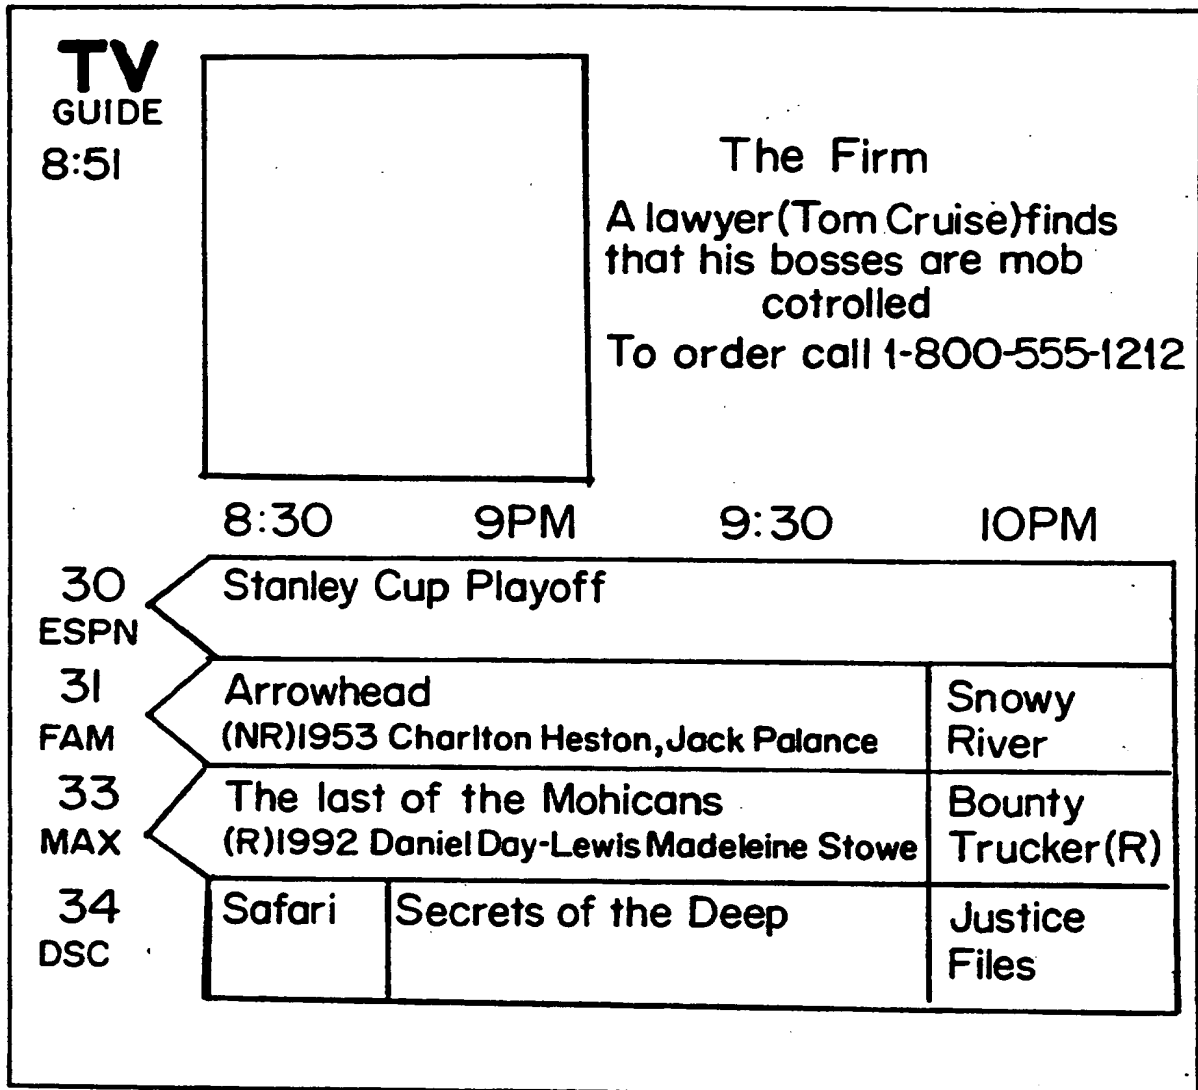 TV
GUIDE
8:51
The Firm
A lawyer(Tom Cruise)finds
that his bosses are mob
cotrolled
To order call 1-800-555-1212
8:30 9PM 9:30 10PM
30
ESPN
Stanley Cup Playoff
31
FAM
Arrowhead
(NR)1953 Charlton Heston,Jack Palance
Snowy
River
33
MAX
The last of the Mohicans
(R)1992 Daniel Day-Lewis Madeleine Stowe
Bounty
Trucker(R)
34
DSC
Safari
Secrets of the Deep
Justice
Files